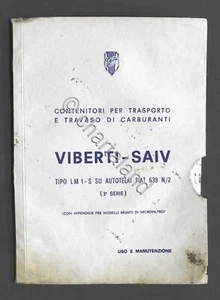 CONTENITORI PER TRASPORTO
E TRAVASO DI CARBURANTI
VIBERTI-SAIV
TIPO LM 1-S SU AUTOTELAI FIAT 639 N/2
(3ª SERIE)
(CON APPENDICE PER MODELLI MUNITI DI MICROFILTRO)
USO E MANUTENZIONE
© chartaland